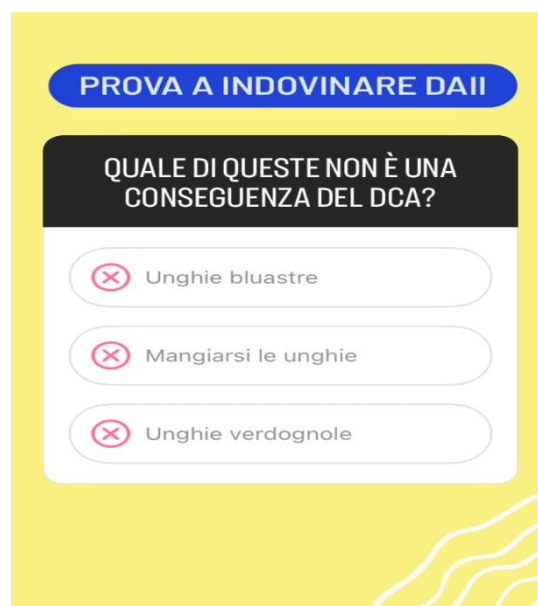 PROVA A INDOVINARE DAII
QUALE DI QUESTE NON È UNA
CONSEGUENZA DEL DCA?
Unghie bluastre
Mangiarsi le unghie
Unghie verdognole